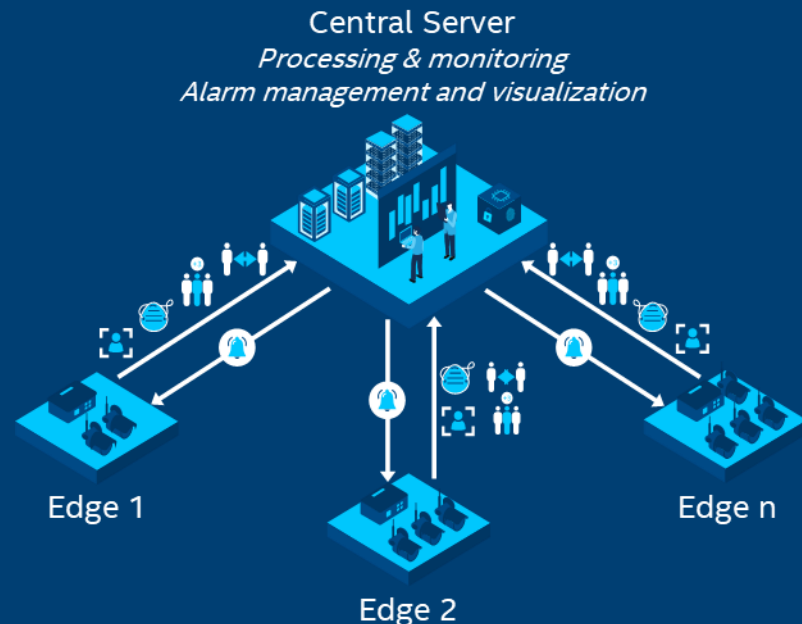 Central Server
Processing & monitoring
Alarm management and visualization
Edge 1
Edge n
Edge 2